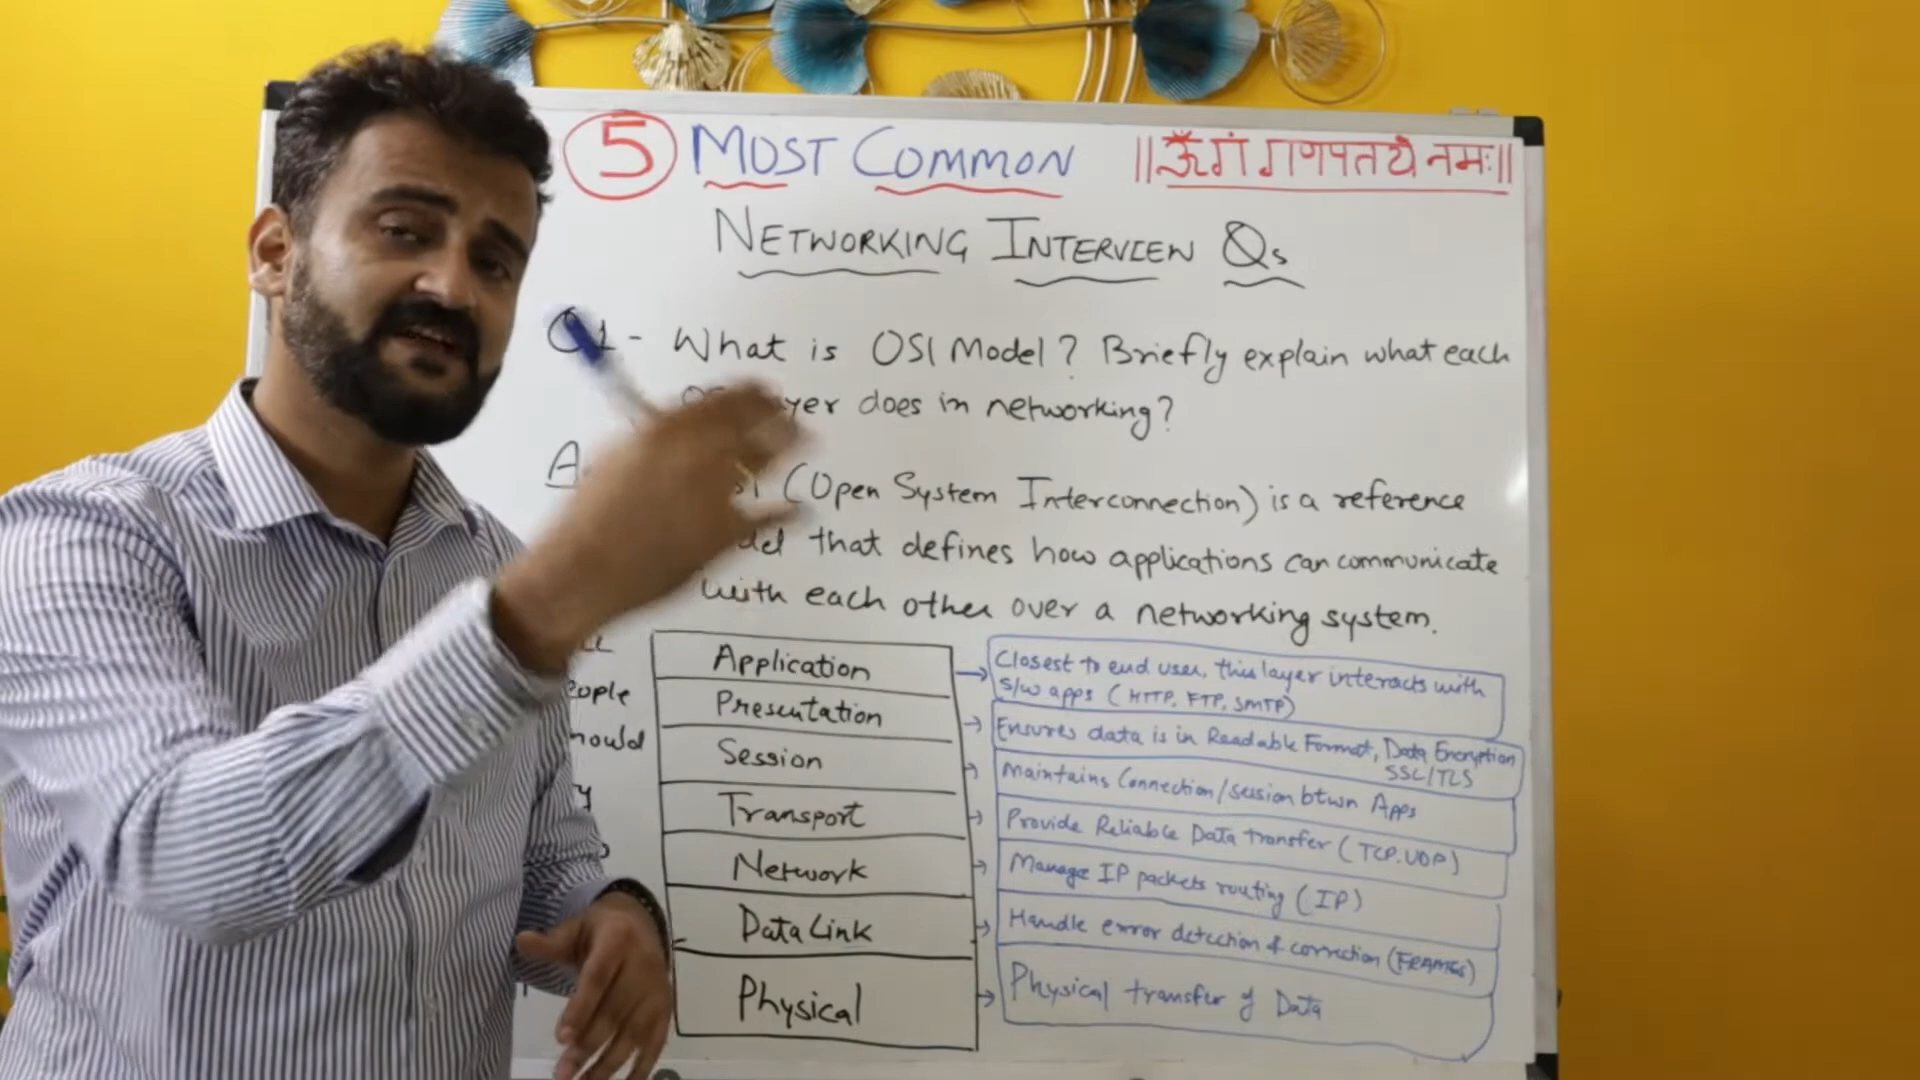 5 MOST COMMON
||ॐ गं गणपतये नमः||
NETWORKING INTERVIEW Qs
Q1 - What is OSI Model? Briefly explain what each
does in networking?
(Open System Interconnection) is a reference
that defines how applications can communicate
with each other over a networking system.
Application
Presentation
Session
Transport
Network
Data Link
Physical
Closest to end user, this layer interacts with
S/W apps (HTTP, FTP, SMTP)
Ensures data is in Readable Format, Data Encryption
SSL/TLS
Maintains Connection/session btwn Apps
Provide Reliable Data transfer (TCP.UDP)
Manage IP packets routing (IP)
Handle error detection & correction (FRAMES)
Physical transfer of Data